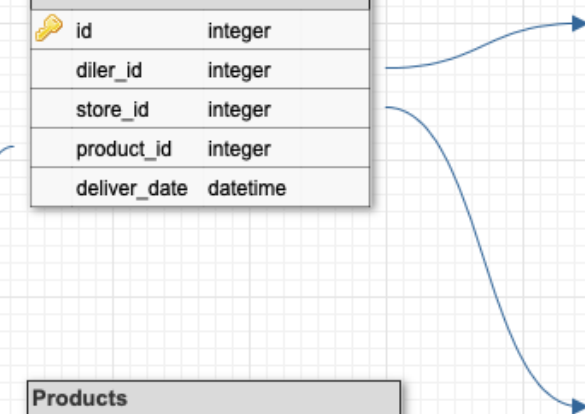 id integer
diler_id integer
store_id integer
product_id integer
deliver_date datetime
Products